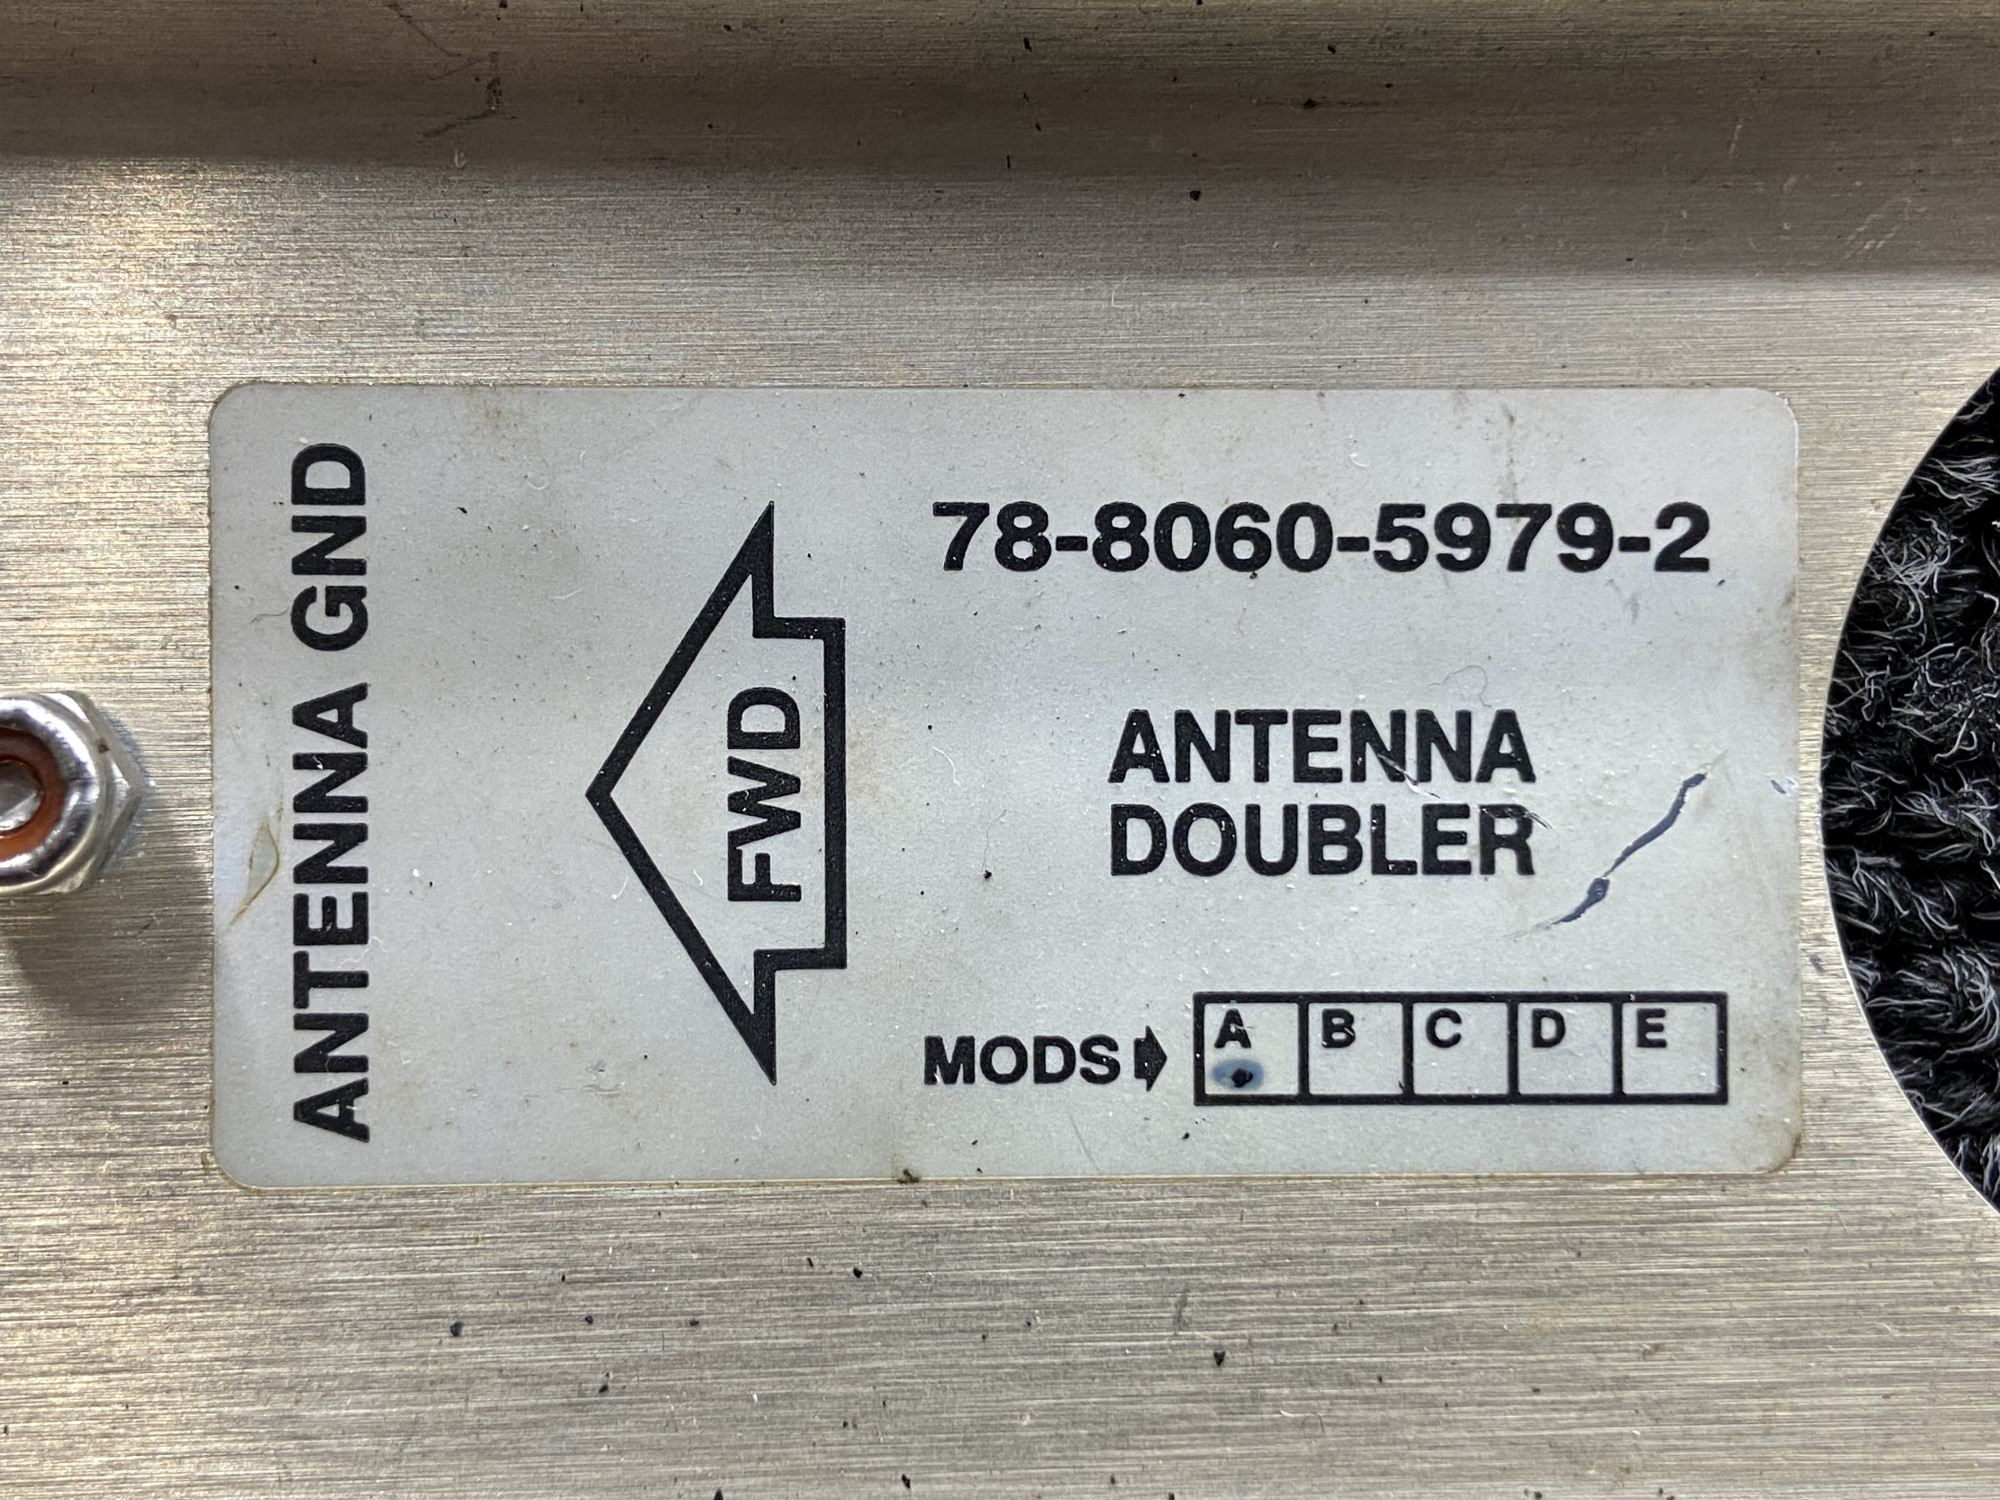 ANTENNA GND
FWD
78-8060-5979-2
ANTENNA
DOUBLER
MODS
A B C D E